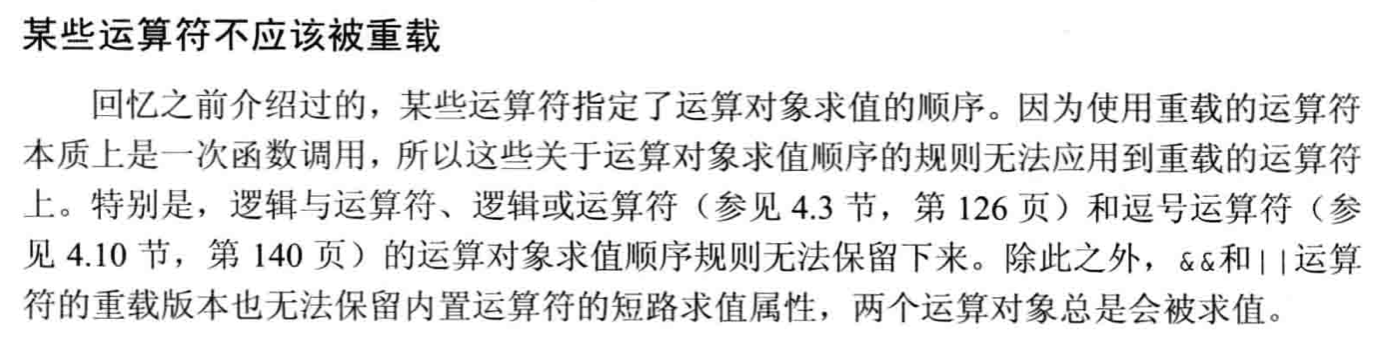 某些运算符不应该被重载
回忆之前介绍过的，某些运算符指定了运算对象求值的顺序。因为使用重载的运算符
本质上是一次函数调用，所以这些关于运算对象求值顺序的规则无法应用到重载的运算符
上。特别是，逻辑与运算符、逻辑或运算符（参见 4.3 节，第 126 页）和逗号运算符（参
见 4.10 节，第 140 页）的运算对象求值顺序规则无法保留下来。除此之外，&&和||运算
符的重载版本也无法保留内置运算符的短路求值属性，两个运算对象总是会被求值。